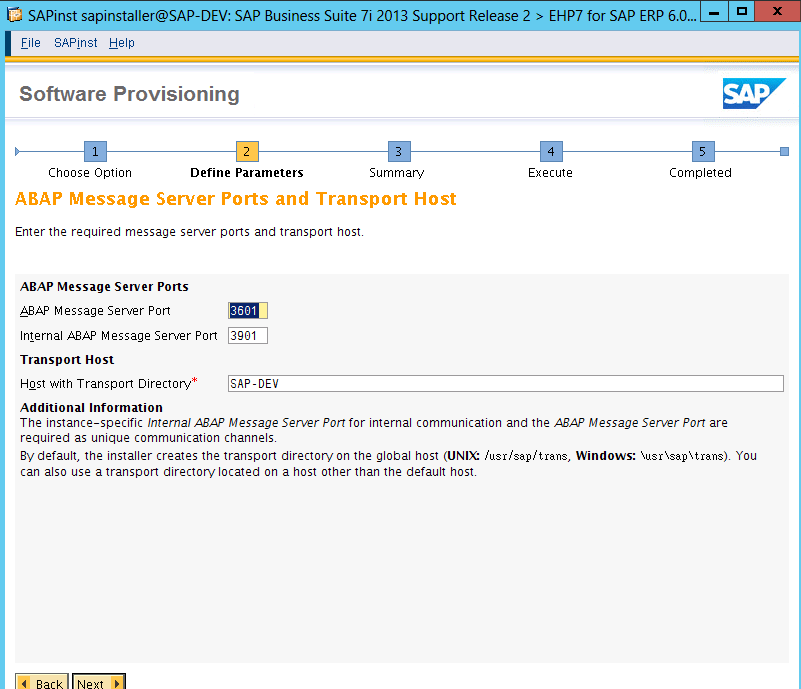 SAPinst sapinstaller@SAP-DEV: SAP Business Suite 7i 2013 Support Release 2 > EHP7 for SAP ERP 6.0...
File SAPinst Help
Software Provisioning
SAP
1 2 3 4 5
Choose Option Define Parameters Summary Execute Completed
ABAP Message Server Ports and Transport Host
Enter the required message server ports and transport host.
ABAP Message Server Ports
ABAP Message Server Port 3601
Internal ABAP Message Server Port 3901
Transport Host
Host with Transport Directory* SAP-DEV
Additional Information
The instance-specific Internal ABAP Message Server Port for internal communication and the ABAP Message Server Port are
required as unique communication channels.
By default, the installer creates the transport directory on the global host (UNIX: /usr/sap/trans, Windows: \usr\sap\trans). You
can also use a transport directory located on a host other than the default host.
Back Next